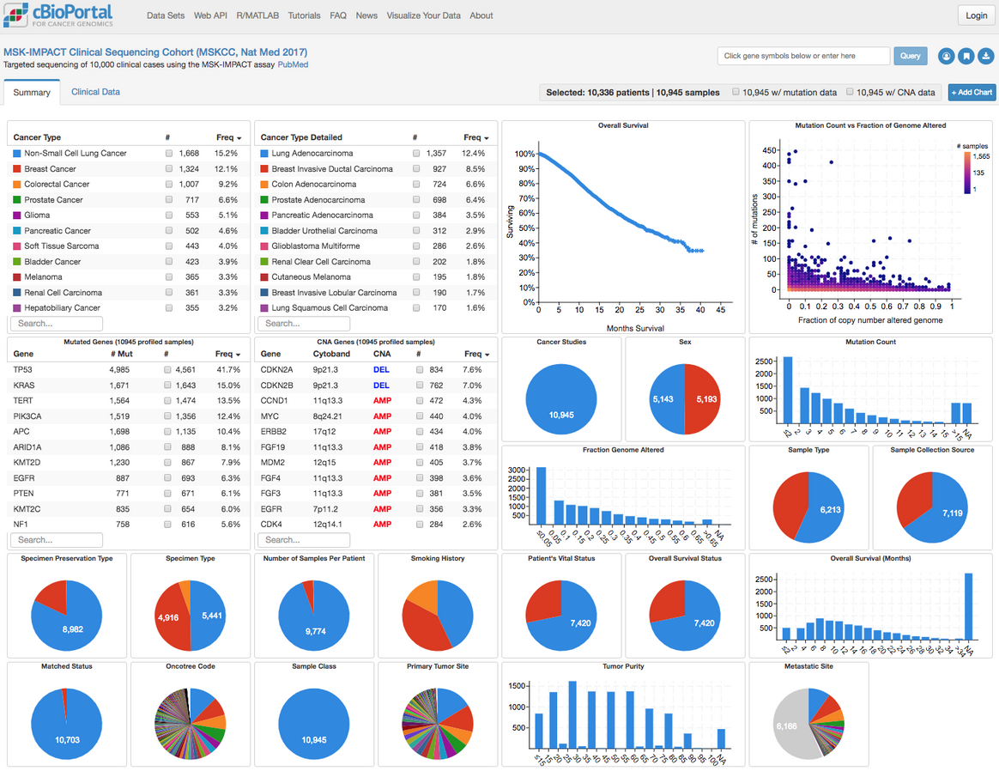 cBioPortal
FOR CANCER GENOMICS
Data Sets Web API R/MATLAB Tutorials FAQ News Visualize Your Data About
Login
MSK-IMPACT Clinical Sequencing Cohort (MSKCC, Nat Med 2017)
Targeted sequencing of 10,000 clinical cases using the MSK-IMPACT assay PubMed
Click gene symbols below or enter here
Query
Summary
Clinical Data
Selected: 10,336 patients | 10,945 samples
10,945 w/ mutation data
10,945 w/ CNA data
+ Add Chart
Cancer Type # Freq
Non-Small Cell Lung Cancer 1,668 15.2%
Breast Cancer 1,324 12.1%
Colorectal Cancer 1,007 9.2%
Prostate Cancer 717 6.6%
Glioma 553 5.1%
Pancreatic Cancer 502 4.6%
Soft Tissue Sarcoma 443 4.0%
Bladder Cancer 423 3.9%
Melanoma 365 3.3%
Renal Cell Carcinoma 361 3.3%
Hepatobiliary Cancer 355 3.2%
Search...
Cancer Type Detailed # Freq
Lung Adenocarcinoma 1,357 12.4%
Breast Invasive Ductal Carcinoma 927 8.5%
Colon Adenocarcinoma 724 6.6%
Prostate Adenocarcinoma 698 6.4%
Pancreatic Adenocarcinoma 384 3.5%
Bladder Urothelial Carcinoma 312 2.9%
Glioblastoma Multiforme 286 2.6%
Renal Clear Cell Carcinoma 202 1.8%
Cutaneous Melanoma 195 1.8%
Breast Invasive Lobular Carcinoma 190 1.7%
Lung Squamous Cell Carcinoma 170 1.6%
Search...
Overall Survival
Surviving
100%
90%
80%
70%
60%
50%
40%
30%
20%
10%
0%
0 5 10 15 20 25 30 35 40 45
Months Survival
Mutation Count vs Fraction of Genome Altered
# of mutations
450
400
350
300
250
200
150
100
50
0
0 0.1 0.2 0.3 0.4 0.5 0.6 0.7 0.8 0.9 1
Fraction of copy number altered genome
# samples
1,565
135
1
Mutated Genes (10945 profiled samples)
Gene # Mut # Freq
TP53 4,985 4,561 41.7%
KRAS 1,671 1,643 15.0%
TERT 1,564 1,474 13.5%
PIK3CA 1,519 1,356 12.4%
APC 1,698 1,135 10.4%
ARID1A 1,086 888 8.1%
KMT2D 1,230 867 7.9%
EGFR 887 693 6.3%
PTEN 771 671 6.1%
KMT2C 835 654 6.0%
NF1 758 616 5.6%
Search...
CNA Genes (10945 profiled samples)
Gene Cytoband CNA # Freq
CDKN2A 9p21.3 DEL 834 7.6%
CDKN2B 9p21.3 DEL 762 7.0%
CCND1 11q13.3 AMP 472 4.3%
MYC 8q24.21 AMP 440 4.0%
ERBB2 17q12 AMP 434 4.0%
FGF19 11q13.3 AMP 418 3.8%
MDM2 12q15 AMP 405 3.7%
FGF4 11q13.3 AMP 398 3.6%
FGF3 11q13.3 AMP 381 3.5%
EGFR 7p11.2 AMP 356 3.3%
CDK4 12q14.1 AMP 284 2.6%
Search...
Cancer Studies
10,945
Sex
5,143 5,193
Mutation Count
2500
2000
1500
1000
500
≤2 2 3 4 5 6 7 8 9 10 11 12 13 14 15 >15 NA
Fraction Genome Altered
3000
2500
2000
1500
1000
500
≤0.05 0.05 0.1 0.15 0.2 0.25 0.3 0.35 0.4 0.45 0.5 0.55 0.6 0.65 >0.65 NA
Sample Type
6,213
Sample Collection Source
7,119
Specimen Preservation Type
8,982
Specimen Type
4,916 5,441
Number of Samples Per Patient
9,774
Smoking History
Patient's Vital Status
7,420
Overall Survival Status
7,420
Overall Survival (Months)
2500
2000
1500
1000
500
≤2 2 4 6 8 10 12 14 16 18 20 22 24 26 28 30 32 34 >34 NA
Matched Status
10,703
Oncotree Code
Sample Class
10,945
Primary Tumor Site
Tumor Purity
1500
1000
500
≤15 15 20 25 30 35 40 45 50 55 60 65 70 75 80 85 90 95 100 NA
Metastatic Site
6,166